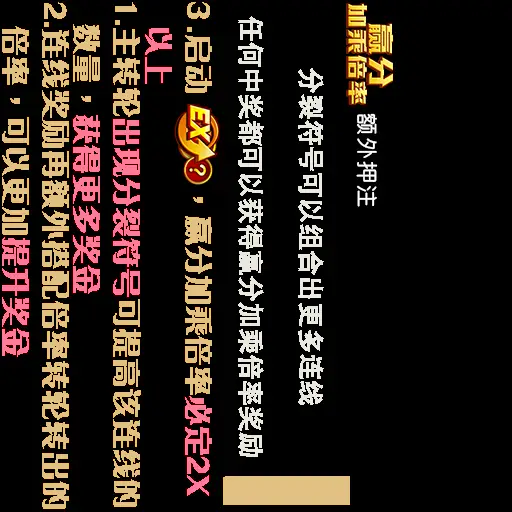 赢分
加乘倍率
额外押注
分裂符号可以组合出更多连线
任何中奖都可以获得赢分加乘倍率奖励
3.启动EX?，赢分加乘倍率必定2X
以上
1.主转轮出现分裂符号可提高该连线的
数量，获得更多奖金
2.连线奖励再额外搭配倍率转轮转出的
倍率，可以更加提升奖金